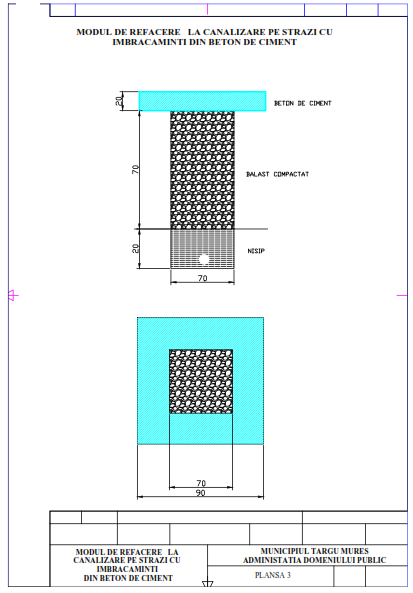 MODUL DE REFACERE LA CANALIZARE PE STRAZI CU
IMBRACAMINTI DIN BETON DE CIMENT
20
BETON DE CIMENT
70
BALAST COMPACTAT
20
NISIP
70
70
90
MODUL DE REFACERE LA
CANALIZARE PE STRAZI CU
IMBRACAMINTI
DIN BETON DE CIMENT
MUNICIPIUL TARGU MURES
ADMINISTATIA DOMENIULUI PUBLIC
PLANSA 3